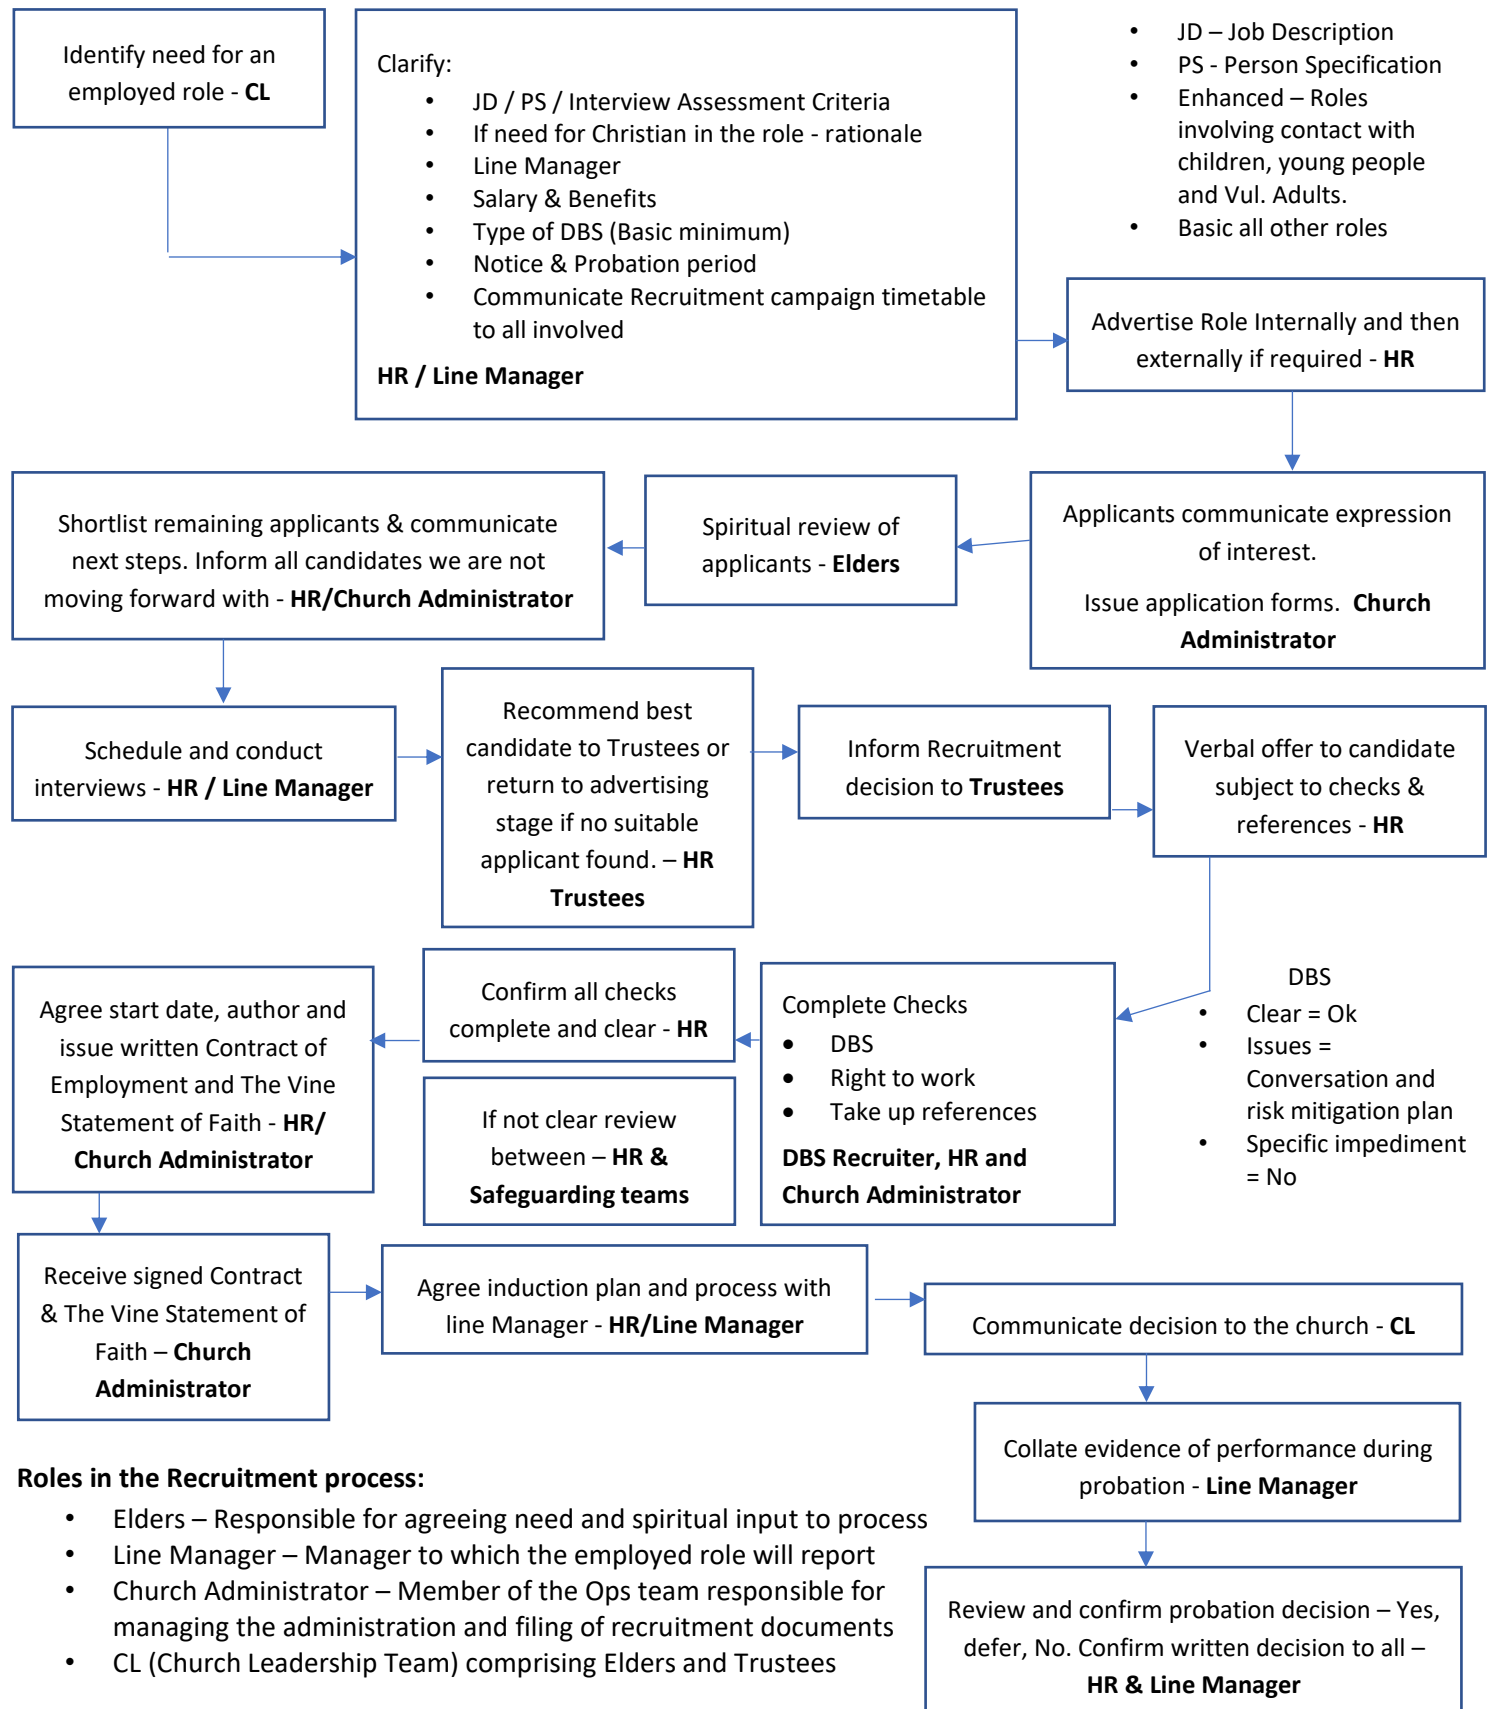 Identify need for an
employed role - CL
Clarify:
• JD / PS / Interview Assessment Criteria
• If need for Christian in the role - rationale
• Line Manager
• Salary & Benefits
• Type of DBS (Basic minimum)
• Notice & Probation period
• Communicate Recruitment campaign timetable
to all involved
HR / Line Manager
• JD – Job Description
• PS - Person Specification
• Enhanced – Roles
involving contact with
children, young people
and Vul. Adults.
• Basic all other roles
Advertise Role Internally and then
externally if required - HR
Applicants communicate expression
of interest.
Issue application forms. Church
Administrator
Spiritual review of
applicants - Elders
Shortlist remaining applicants & communicate
next steps. Inform all candidates we are not
moving forward with - HR/Church Administrator
Schedule and conduct
interviews - HR / Line Manager
Recommend best
candidate to Trustees or
return to advertising
stage if no suitable
applicant found. – HR
Trustees
Inform Recruitment
decision to Trustees
Verbal offer to candidate
subject to checks &
references - HR
DBS
• Clear = Ok
• Issues =
Conversation and
risk mitigation plan
• Specific impediment
= No
Complete Checks
• DBS
• Right to work
• Take up references
DBS Recruiter, HR and
Church Administrator
Confirm all checks
complete and clear - HR
If not clear review
between – HR &
Safeguarding teams
Agree start date, author and
issue written Contract of
Employment and The Vine
Statement of Faith - HR/
Church Administrator
Receive signed Contract
& The Vine Statement of
Faith – Church
Administrator
Agree induction plan and process with
line Manager - HR/Line Manager
Communicate decision to the church - CL
Collate evidence of performance during
probation - Line Manager
Review and confirm probation decision – Yes,
defer, No. Confirm written decision to all –
HR & Line Manager
Roles in the Recruitment process:
• Elders – Responsible for agreeing need and spiritual input to process
• Line Manager – Manager to which the employed role will report
• Church Administrator – Member of the Ops team responsible for
managing the administration and filing of recruitment documents
• CL (Church Leadership Team) comprising Elders and Trustees